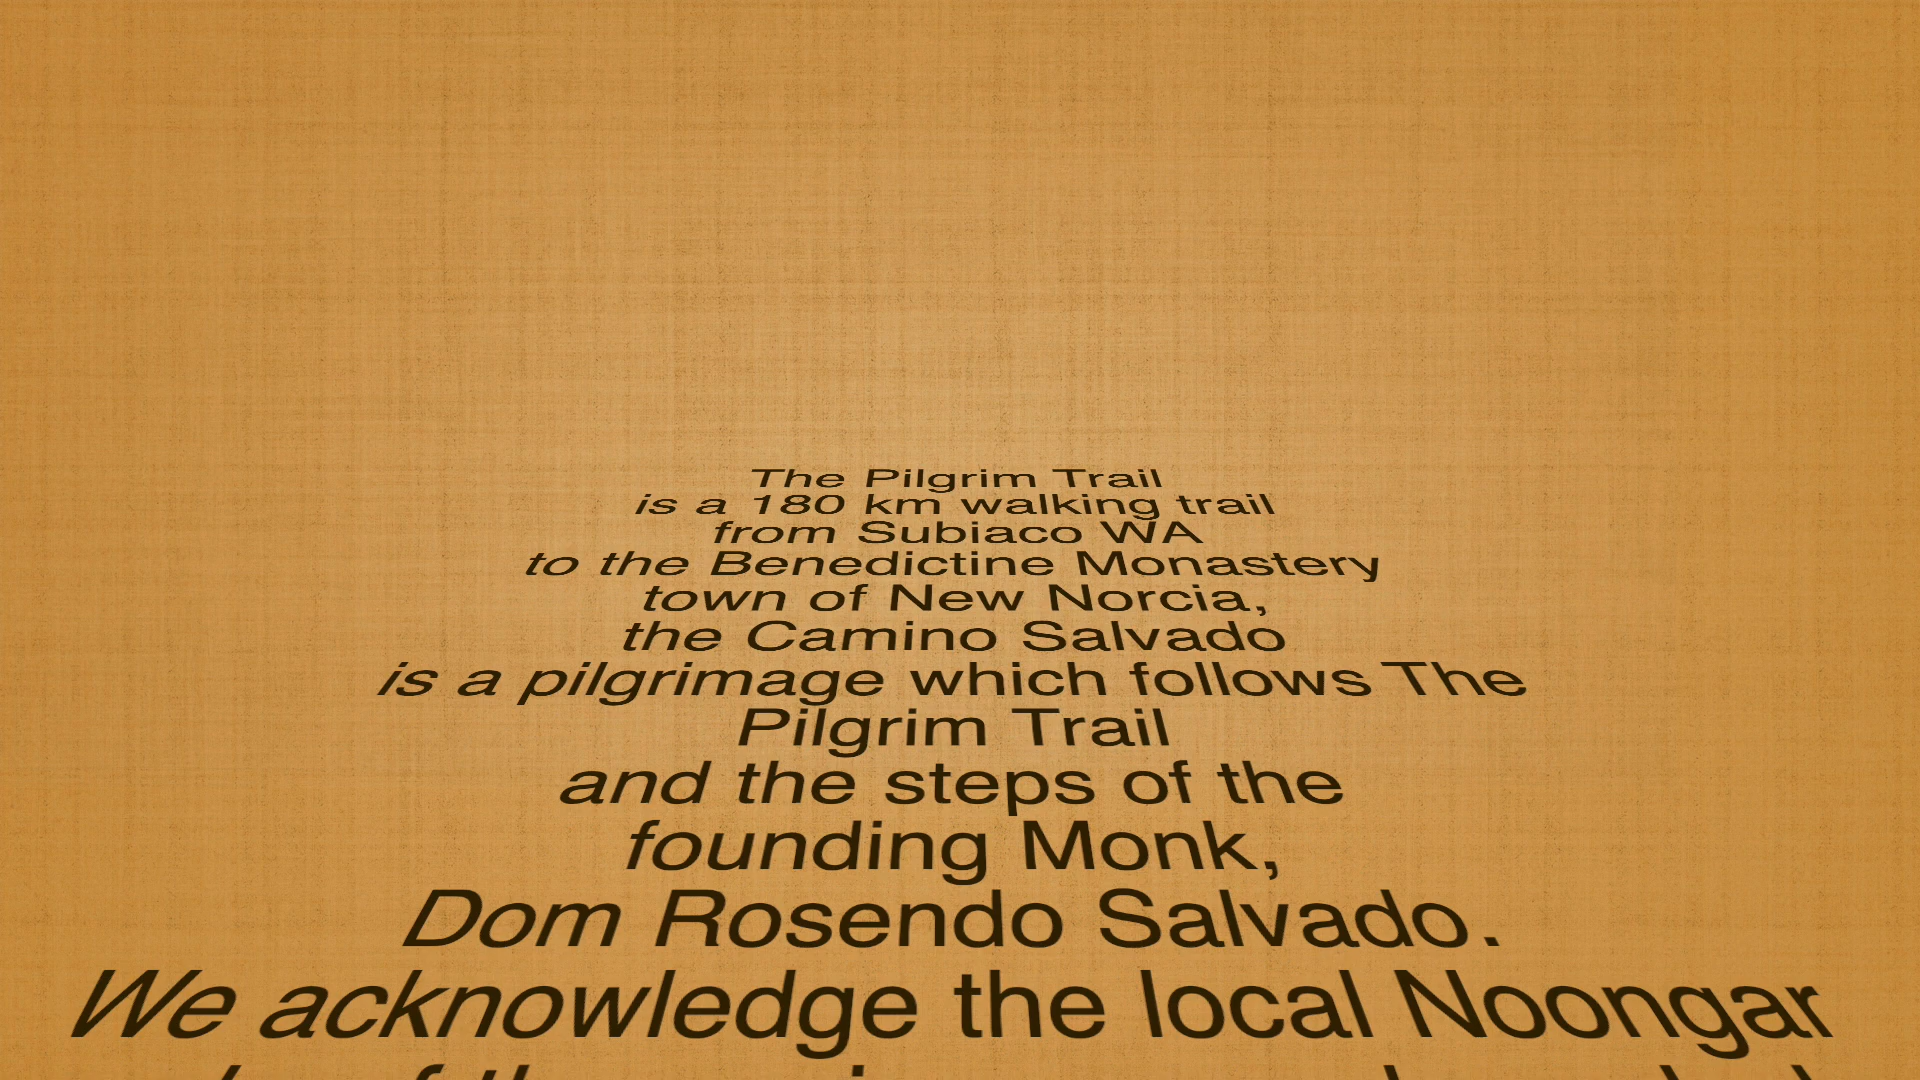 The Pilgrim Trail
is a 180 km walking trail
from Subiaco WA
to the Benedictine Monastery
town of New Norcia,
the Camino Salvado
is a pilgrimage which follows The
Pilgrim Trail
and the steps of the
founding Monk,
Dom Rosendo Salvado.
We acknowledge the local Noongar